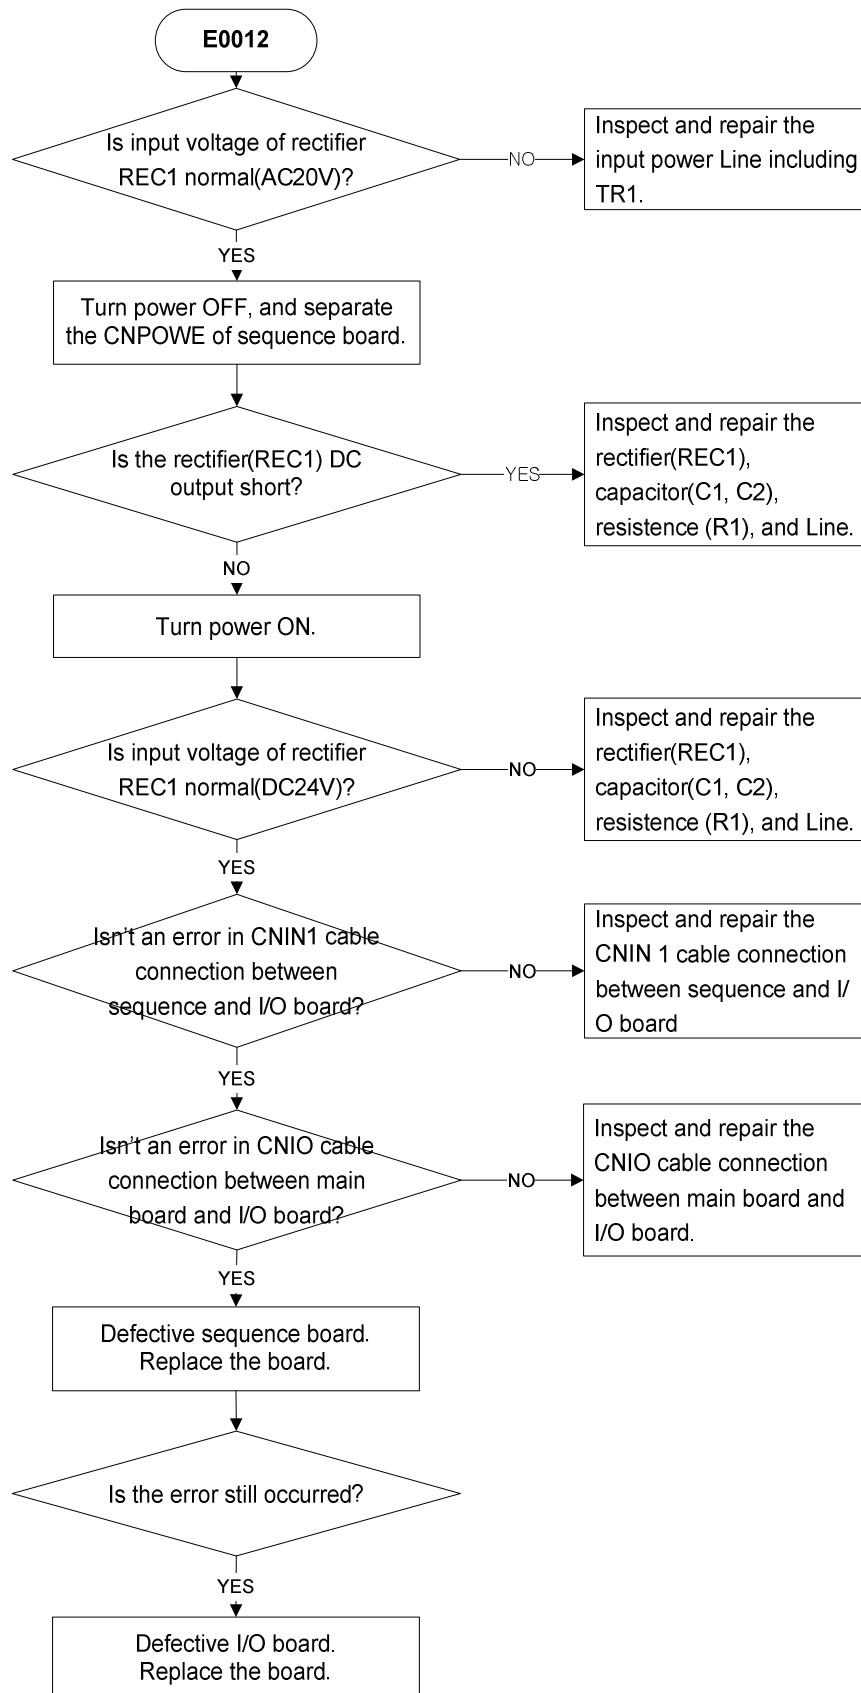 E0012
Is input voltage of rectifier
REC1 normal(AC20V)?
NO
Inspect and repair the
input power Line including
TR1.
YES
Turn power OFF, and separate
the CNPOWE of sequence board.
Is the rectifier(REC1) DC
output short?
YES
Inspect and repair the
rectifier(REC1),
capacitor(C1, C2),
resistence (R1), and Line.
NO
Turn power ON.
Is input voltage of rectifier
REC1 normal(DC24V)?
NO
Inspect and repair the
rectifier(REC1),
capacitor(C1, C2),
resistence (R1), and Line.
YES
Isn't an error in CNIN1 cable
connection between
sequence and I/O board?
NO
Inspect and repair the
CNIN 1 cable connection
between sequence and I/
O board
YES
Isn't an error in CNIO cable
connection between main
board and I/O board?
NO
Inspect and repair the
CNIO cable connection
between main board and
I/O board.
YES
Defective sequence board.
Replace the board.
Is the error still occurred?
YES
Defective I/O board.
Replace the board.